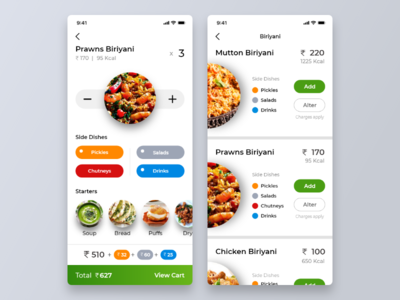 9:41
Prawns Biriyani
₹ 170 | 95 Kcal
x 3
Side Dishes
Pickles
Salads
Chutneys
Drinks
Starters
Soup
Bread
Puffs
Dry
₹ 510 + ₹ 32 + ₹ 60 + ₹ 25
Total ₹627
View Cart
9:41
Biriyani
Mutton Biriyani
₹ 220
1225 Kcal
Side Dishes
Pickles
Salads
Drinks
Add
Alter
Charges apply
Prawns Biriyani
₹ 170
95 Kcal
Side Dishes
Pickles
Salads
Chutneys
Drinks
Add
Alter
Charges apply
Chicken Biriyani
₹ 100
650 Kcal
Side Dishes
Pickles
Add